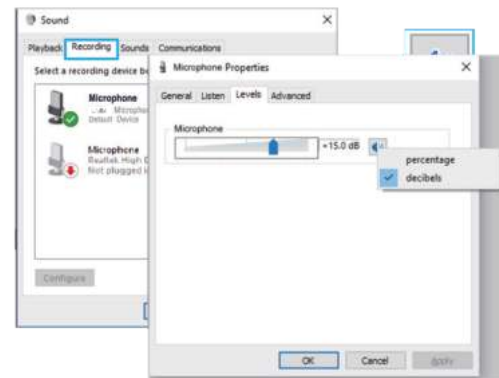 Sound
Playback Recording Sounds Communications
Select a recording device be
Microphone
Default Device
Microphone
Realtek High D
Not plugged i
Configure
Microphone Properties
General Listen Levels Advanced
Microphone
+15.0 dB
percentage
decibels
OK Cancel Apply